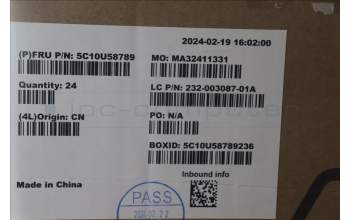 2024-02-19 16:02:00
(P)FRU P/N: 5C10U58789
MO: MA32411331
Quantity: 24
LC P/N: 232-003087-01A
(4L)Origin: CN
PO: N/A
BOXID: 5C10U58789236
Inbound info
Made in China
PASS